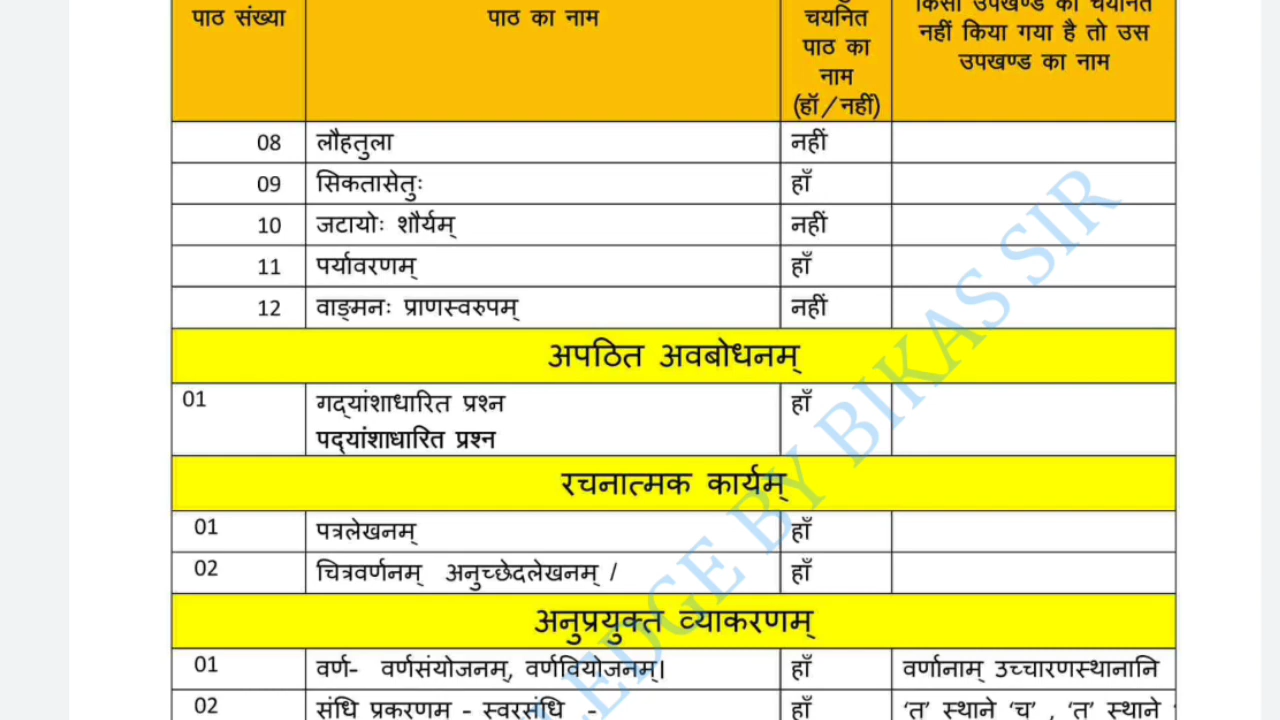 पाठ संख्या
पाठ का नाम
चयनित
पाठ का
नाम
(हॉ/नहीं)
किसी उपखण्ड को चयनित
नहीं किया गया है तो उस
उपखण्ड का नाम
08 लौहतुला नहीं
09 सिकतासेतुः हाँ
10 जटायोः शौर्यम् नहीं
11 पर्यावरणम् हाँ
12 वाङ्मनः प्राणस्वरुपम् नहीं
अपठित अवबोधनम्
01 गद्यांशाधारित प्रश्न हाँ
पद्यांशाधारित प्रश्न
रचनात्मक कार्यम्
01 पत्रलेखनम् हाँ
02 चित्रवर्णनम् अनुच्छेदलेखनम् / हाँ
अनुप्रयुक्त व्याकरणम्
01 वर्ण- वर्णसंयोजनम्, वर्णवियोजनम्। हाँ वर्णानाम् उच्चारणस्थानानि
02 संधि प्रकरणम - स्वरसंधि - हाँ 'त' स्थाने 'च' , 'त' स्थाने '
EDGE BY BIKAS SIR